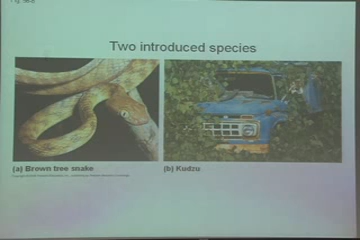 Two introduced species
(a) Brown tree snake
(b) Kudzu